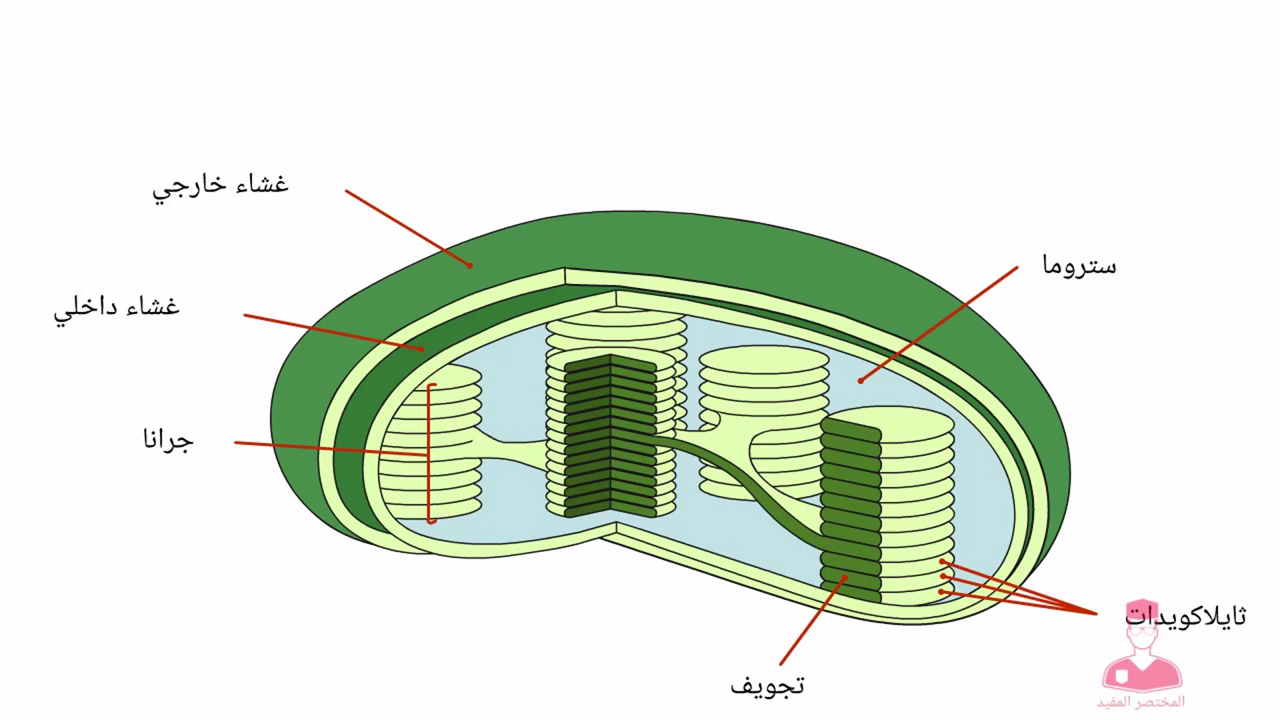 غشاء خارجي
ستروما
غشاء داخلي
جرانا
ثايلاكويدات
تجويف
المختصر المفيد